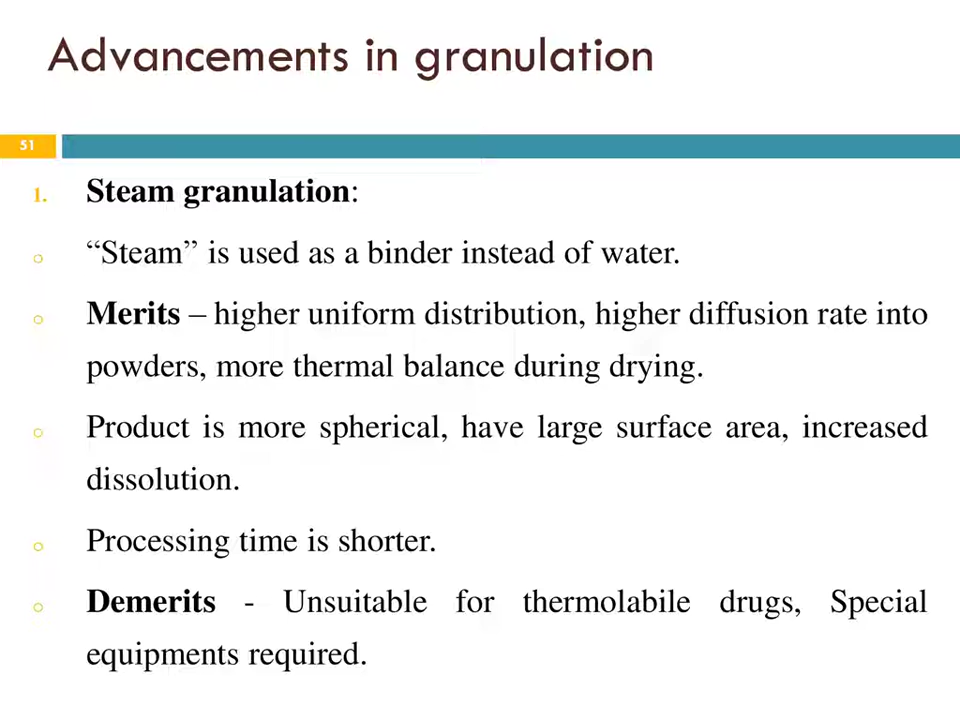 Advancements in granulation
51
1. Steam granulation:
o “Steam” is used as a binder instead of water.
o Merits – higher uniform distribution, higher diffusion rate into
powders, more thermal balance during drying.
o Product is more spherical, have large surface area, increased
dissolution.
o Processing time is shorter.
o Demerits - Unsuitable for thermolabile drugs, Special
equipments required.